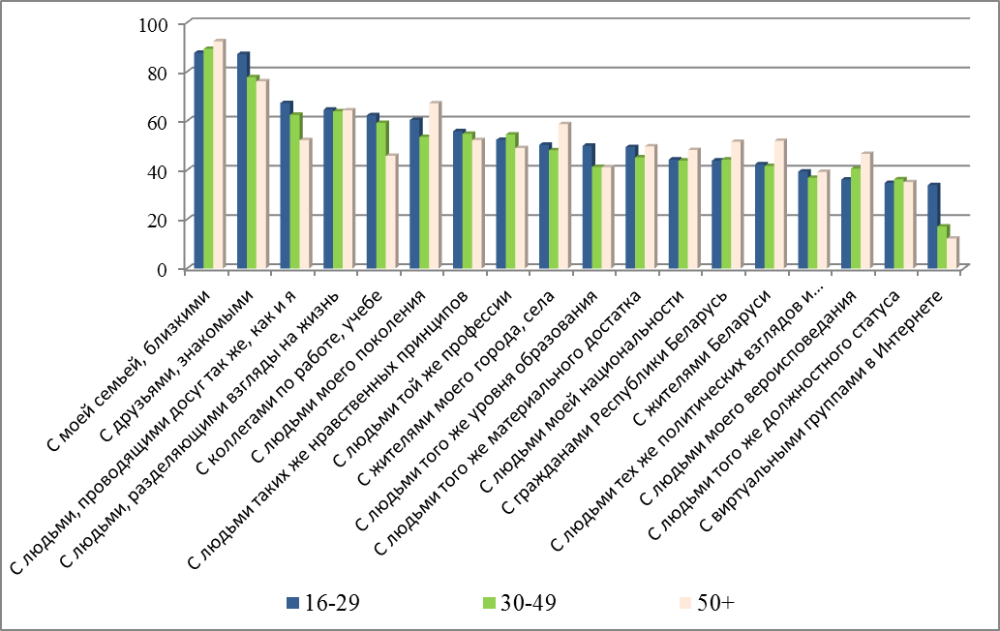 100
80
60
40
20
0
С моей семьей, близкими
С друзьями, знакомыми
С людьми, проводящими досуг так же, как и я
С людьми, разделяющими взгляды на жизнь
С коллегами по работе, учебе
С людьми моего поколения
С людьми таких же нравственных принципов
С людьми той же профессии
С жителями моего города, села
С людьми того же уровня образования
С людьми того же материального достатка
С людьми моей национальности
С гражданами Республики Беларусь
С жителями Беларуси
С людьми тех же политических взглядов и...
С людьми моего вероисповедания
С людьми того же должностного статуса
С виртуальными группами в Интернете
16-29
30-49
50+